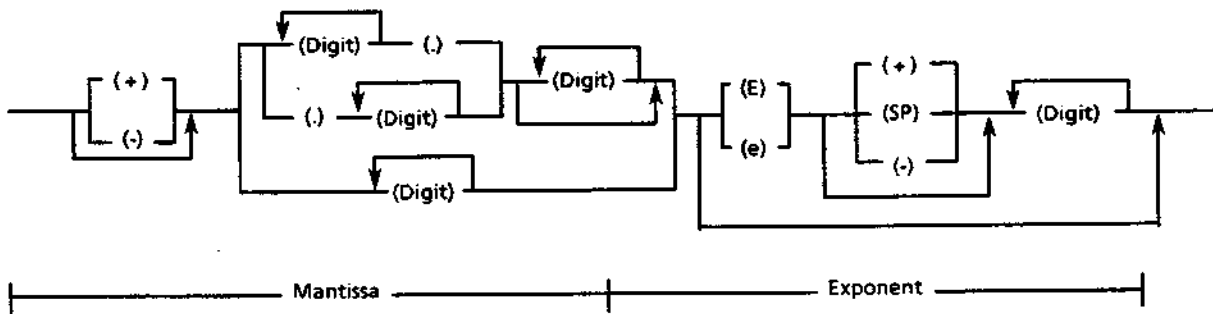 (Digit) (.)
(+) (Digit) (E) (+)
(.) (Digit) (SP) (Digit)
(-) (e) (-)
(Digit)
Mantissa Exponent